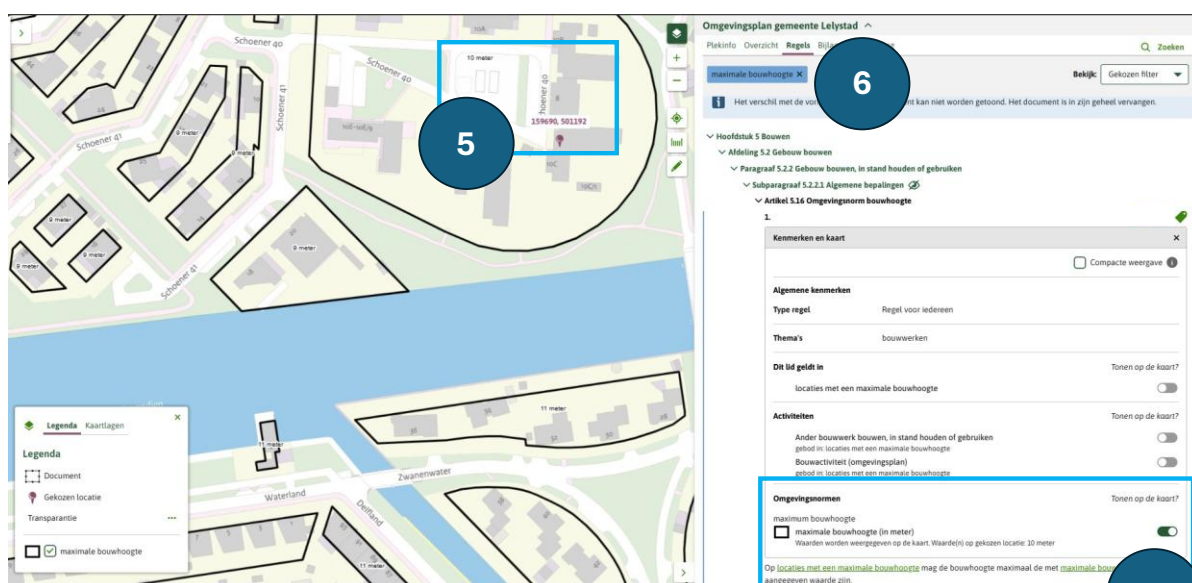 Schoener 40
10A
10 meter
Schoener 40
Schoener 41
Schoener 40
8
159690, 501192
10C
10C/1
9 meter
9 meter
Schoener 41
9 meter
9 meter
9 meter
9 meter
Schoener 41
5
11 meter
36
32
30
28
11 meter
Zwanenwater
Waterland
Delfland
11 meter
Legenda Kaartlagen
Legenda
Document
Gekozen locatie
Transparantie
maximale bouwhoogte
Omgevingsplan gemeente Lelystad
Plekinfo Overzicht Regels
Zoeken
maximale bouwhoogte ×
6
Bekijk: Gekozen filter
Het verschil met de kan niet worden getoond. Het document is in zijn geheel vervangen.
Hoofdstuk 5 Bouwen
Afdeling 5.2 Gebouw bouwen
Paragraaf 5.2.2 Gebouw bouwen, in stand houden of gebruiken
Subparagraaf 5.2.2.1 Algemene bepalingen
Artikel 5.16 Omgevingsnorm bouwhoogte
1.
Kenmerken en kaart
Compacte weergave
Algemene kenmerken
Type regel Regel voor iedereen
Thema's bouwwerken
Dit lid geldt in Tonen op de kaart?
locaties met een maximale bouwhoogte
Activiteiten Tonen op de kaart?
Ander bouwwerk bouwen, in stand houden of gebruiken
gebod in: locaties met een maximale bouwhoogte
Bouwactiviteit (omgevingsplan)
gebod in: locaties met een maximale bouwhoogte
Omgevingsnormen Tonen op de kaart?
maximum bouwhoogte
maximale bouwhoogte (in meter)
Waarden worden weergegeven op de kaart. Waarde(n) op gekozen locatie: 10 meter
Op locaties met een maximale bouwhoogte mag de bouwhoogte maximaal de met maximale
aangegeven waarde zijn.